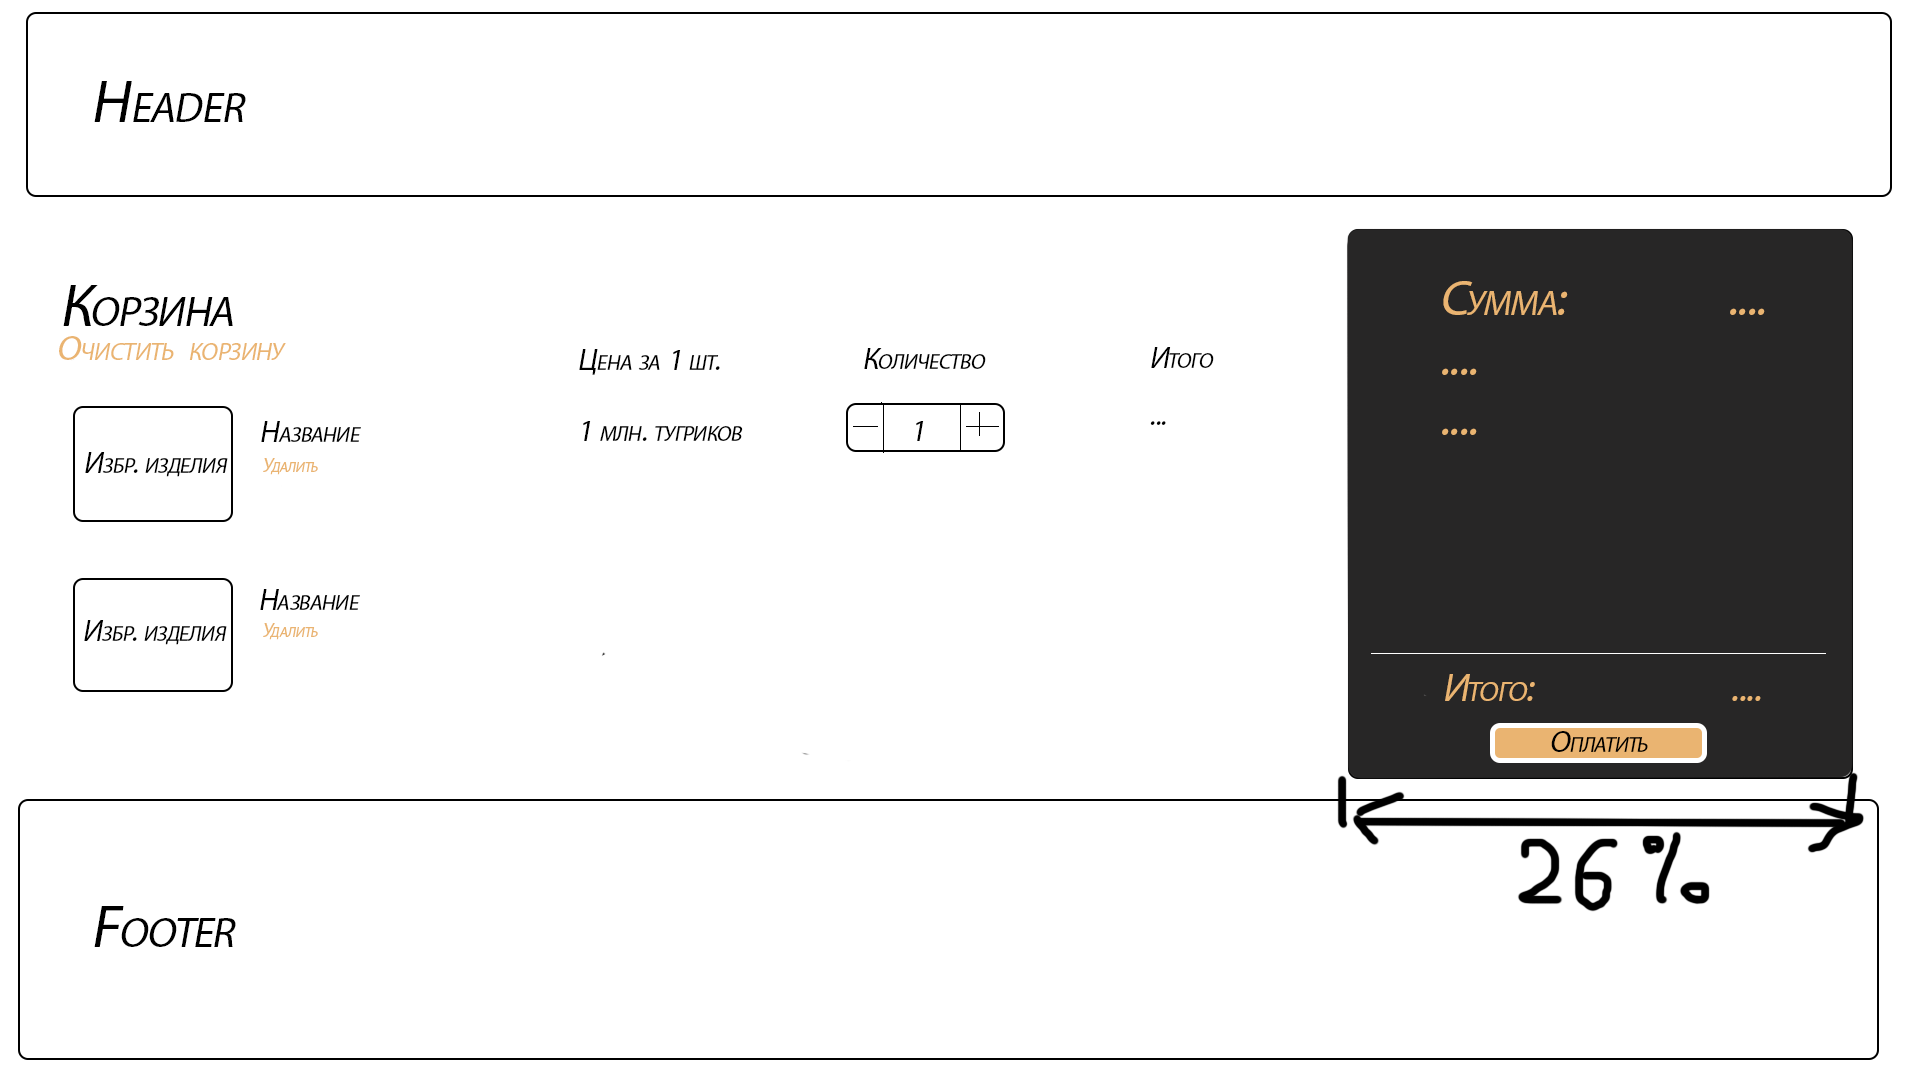 Header
Корзина
Очистить корзину
Цена за 1 шт.
Количество
Итого
Избр. изделия
Название
Удалить
1 млн. тугриков
— 1 +
...
Избр. изделия
Название
Удалить
Сумма: ....
....
....
Итого: ....
Оплатить
26 %
Footer